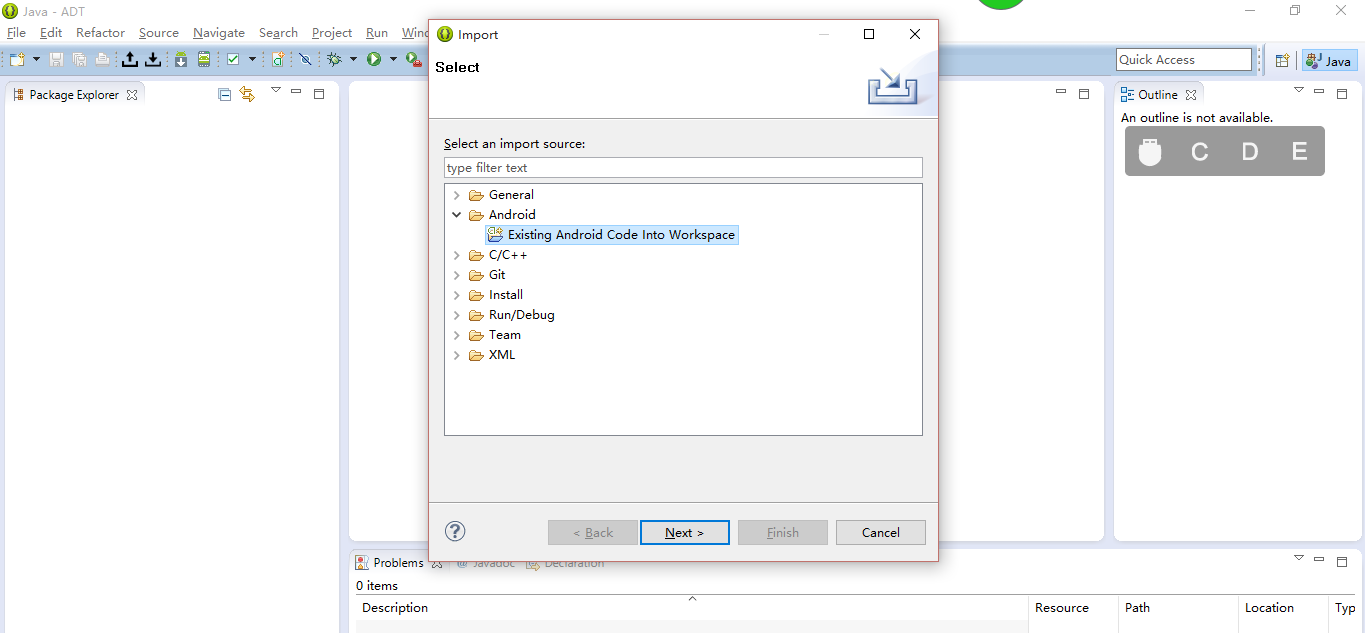 Java - ADT
File Edit Refactor Source Navigate Search Project Run Wind
Quick Access
Java
Package Explorer
Import
Select
Select an import source:
type filter text
General
Android
Existing Android Code Into Workspace
C/C++
Git
Install
Run/Debug
Team
XML
? < Back Next > Finish Cancel
Outline
An outline is not available.
C D E
Problems @ Javadoc Declaration
0 items
Description Resource Path Location Typ